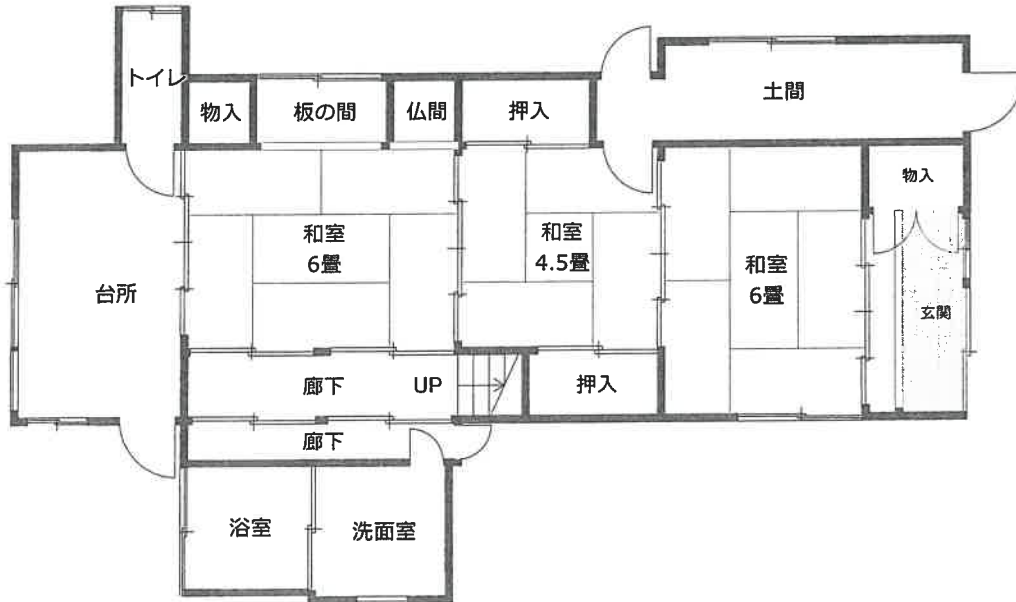 トイレ
物入
板の間
仏間
押入
土間
物入
和室
6畳
和室
4.5畳
和室
6畳
台所
玄関
廊下
UP
押入
廊下
浴室
洗面室